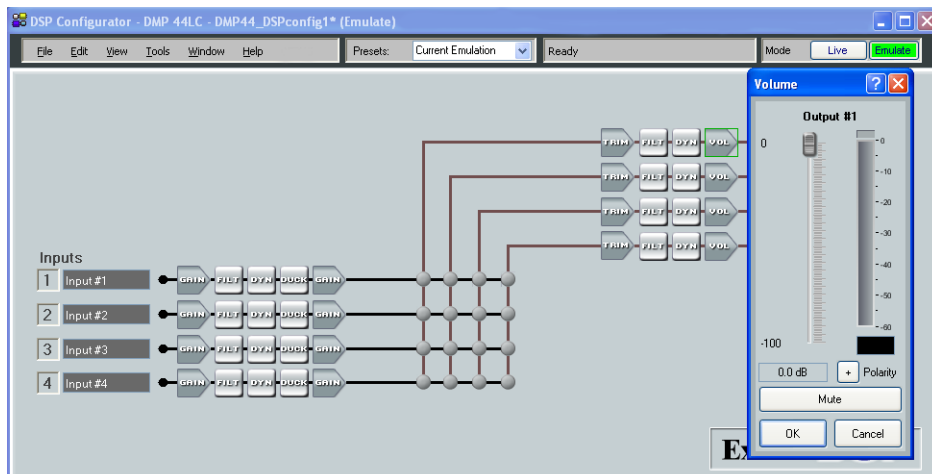 DSP Configurator - DMP 44LC - DMP44_DSPconfig1* (Emulate)
File Edit View Tools Window Help Presets: Current Emulation Ready Mode Live Emulate
Volume
Output #1
0
0
-10
-20
-30
-40
-50
-60
-100
0.0 dB + Polarity
Mute
OK Cancel
TRIM FILT DYN VOL
TRIM FILT DYN VOL
TRIM FILT DYN VOL
TRIM FILT DYN VOL
Inputs
1 Input #1 GAIN FILT DYN DUCK GAIN
2 Input #2 GAIN FILT DYN DUCK GAIN
3 Input #3 GAIN FILT DYN DUCK GAIN
4 Input #4 GAIN FILT DYN DUCK GAIN